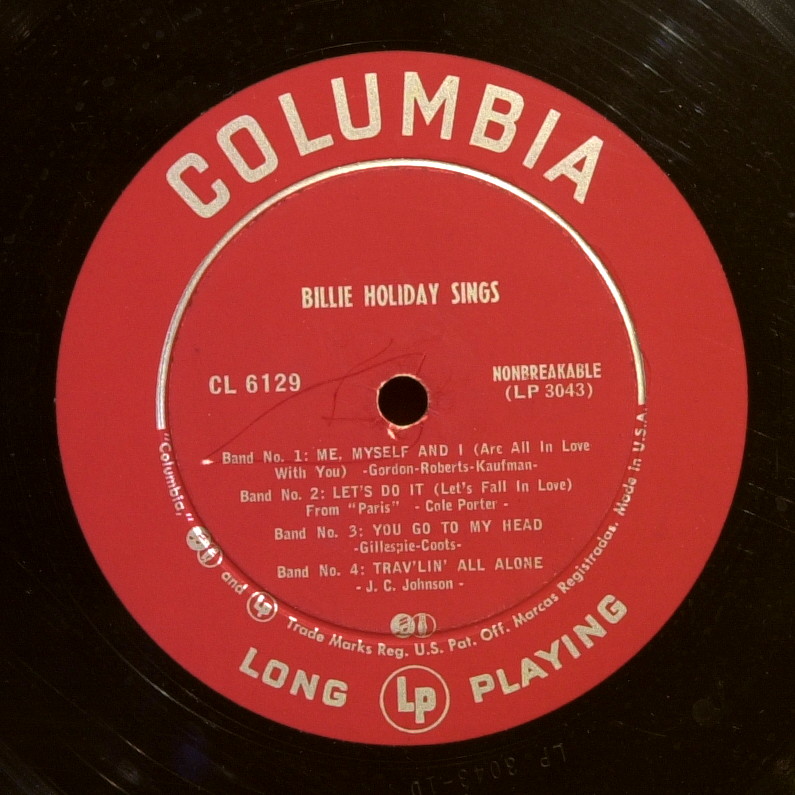 COLUMBIA
BILLIE HOLIDAY SINGS
CL 6129
NONBREAKABLE
(LP 3043)
Band No. 1: ME, MYSELF AND I (Are All In Love
With You) -Gordon-Roberts-Kaufman-
Band No. 2: LET'S DO IT (Let's Fall In Love)
From "Paris" - Cole Porter -
Band No. 3: YOU GO TO MY HEAD
-Gillespie-Coots-
Band No. 4: TRAV'LIN' ALL ALONE
- J. C. Johnson -
"Columbia," and Lp Trade Marks Reg. U.S. Pat. Off. Marcas Registradas. Made in U.S.A.
LONG Lp PLAYING
LP 3043-1D